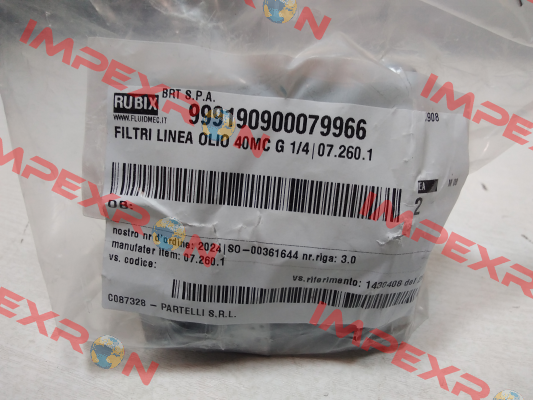 RUBIX
BRT S.P.A.
WWW.FLUIDMEC.IT
999190900079966
.908
FILTRI LINEA OLIO 40MC G 1/4|07.260.1
2
OB:
nostro nr d'ordine: 2024|SO-00361644 nr.riga: 3.0
manufater item: 07.260.1
vs. codice:
vs.riferimento:
C087328 - PARTELLI S.R.L.
IMPEXRON
IMPEXRON
IMPEXRON
IMPEXRON